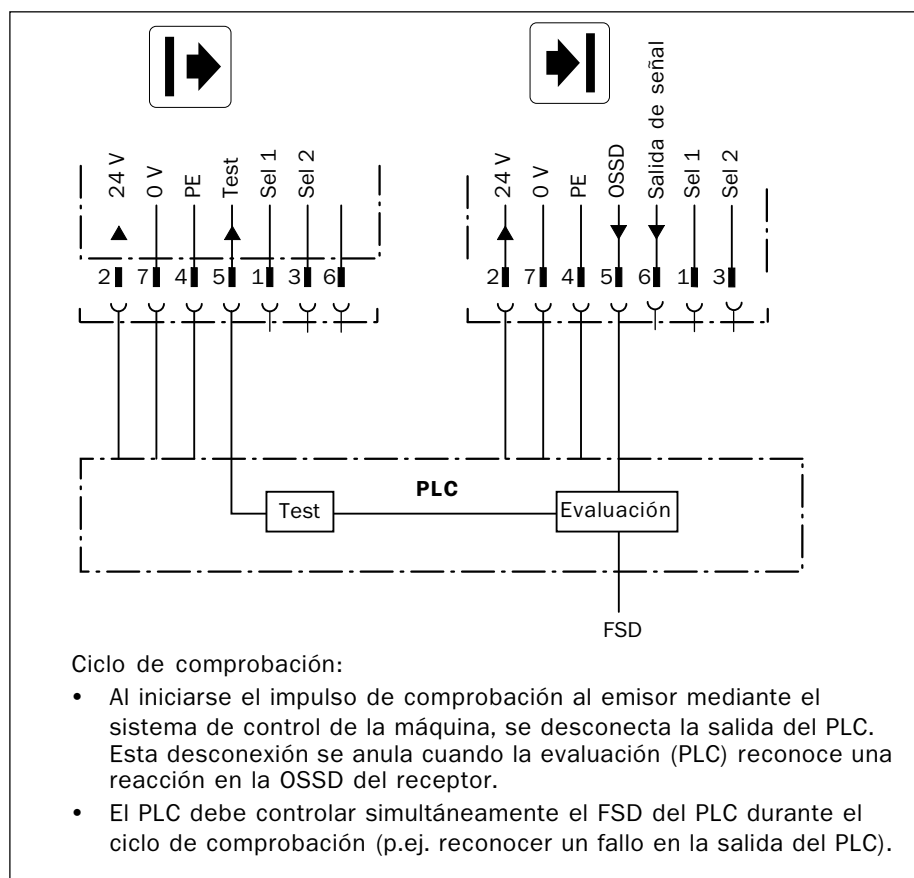 24 V
0 V
PE
Test
Sel 1
Sel 2
2 7 4 5 1 3 6
24 V
0 V
PE
OSSD
Salida de señal
Sel 1
Sel 2
2 7 4 5 6 1 3
PLC
Test
Evaluación
FSD
Ciclo de comprobación:
• Al iniciarse el impulso de comprobación al emisor mediante el
sistema de control de la máquina, se desconecta la salida del PLC.
Esta desconexión se anula cuando la evaluación (PLC) reconoce una
reacción en la OSSD del receptor.
• El PLC debe controlar simultáneamente el FSD del PLC durante el
ciclo de comprobación (p.ej. reconocer un fallo en la salida del PLC).